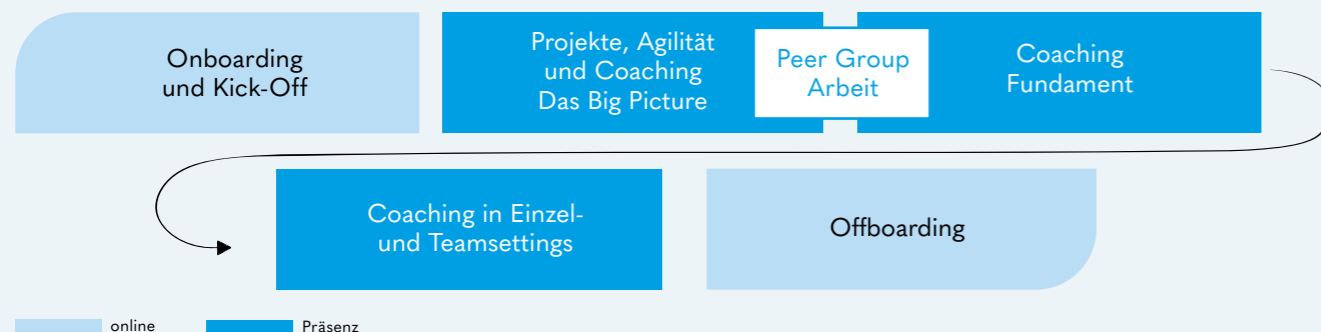 Onboarding
und Kick-Off
Projekte, Agilität
und Coaching
Das Big Picture
Peer Group
Arbeit
Coaching
Fundament
Coaching in Einzel-
und Teamsettings
Offboarding
online
Präsenz